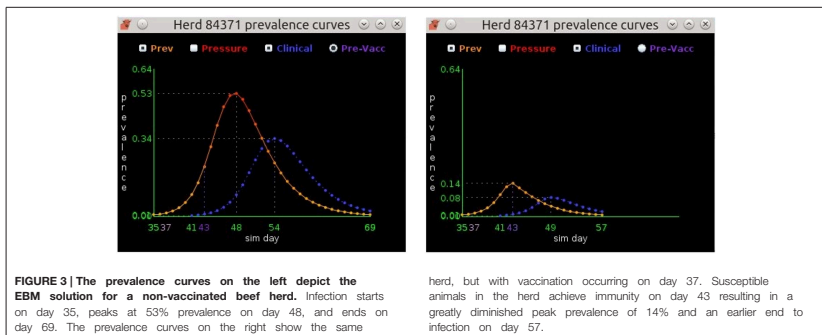 Herd 84371 prevalence curves
Prev Pressure Clinical Pre-Vacc
0.64
0.53
0.34
0.00
prevalence
35 37 41 43 48 54 69
sim day
Herd 84371 prevalence curves
Prev Pressure Clinical Pre-Vacc
0.64
0.14
0.08
prevalence
35 37 41 43 49 57
sim day
FIGURE 3 | The prevalence curves on the left depict the
EBM solution for a non-vaccinated beef herd. Infection starts
on day 35, peaks at 53% prevalence on day 48, and ends on
day 69. The prevalence curves on the right show the same
herd, but with vaccination occurring on day 37. Susceptible
animals in the herd achieve immunity on day 43 resulting in a
greatly diminished peak prevalence of 14% and an earlier end to
infection on day 57.